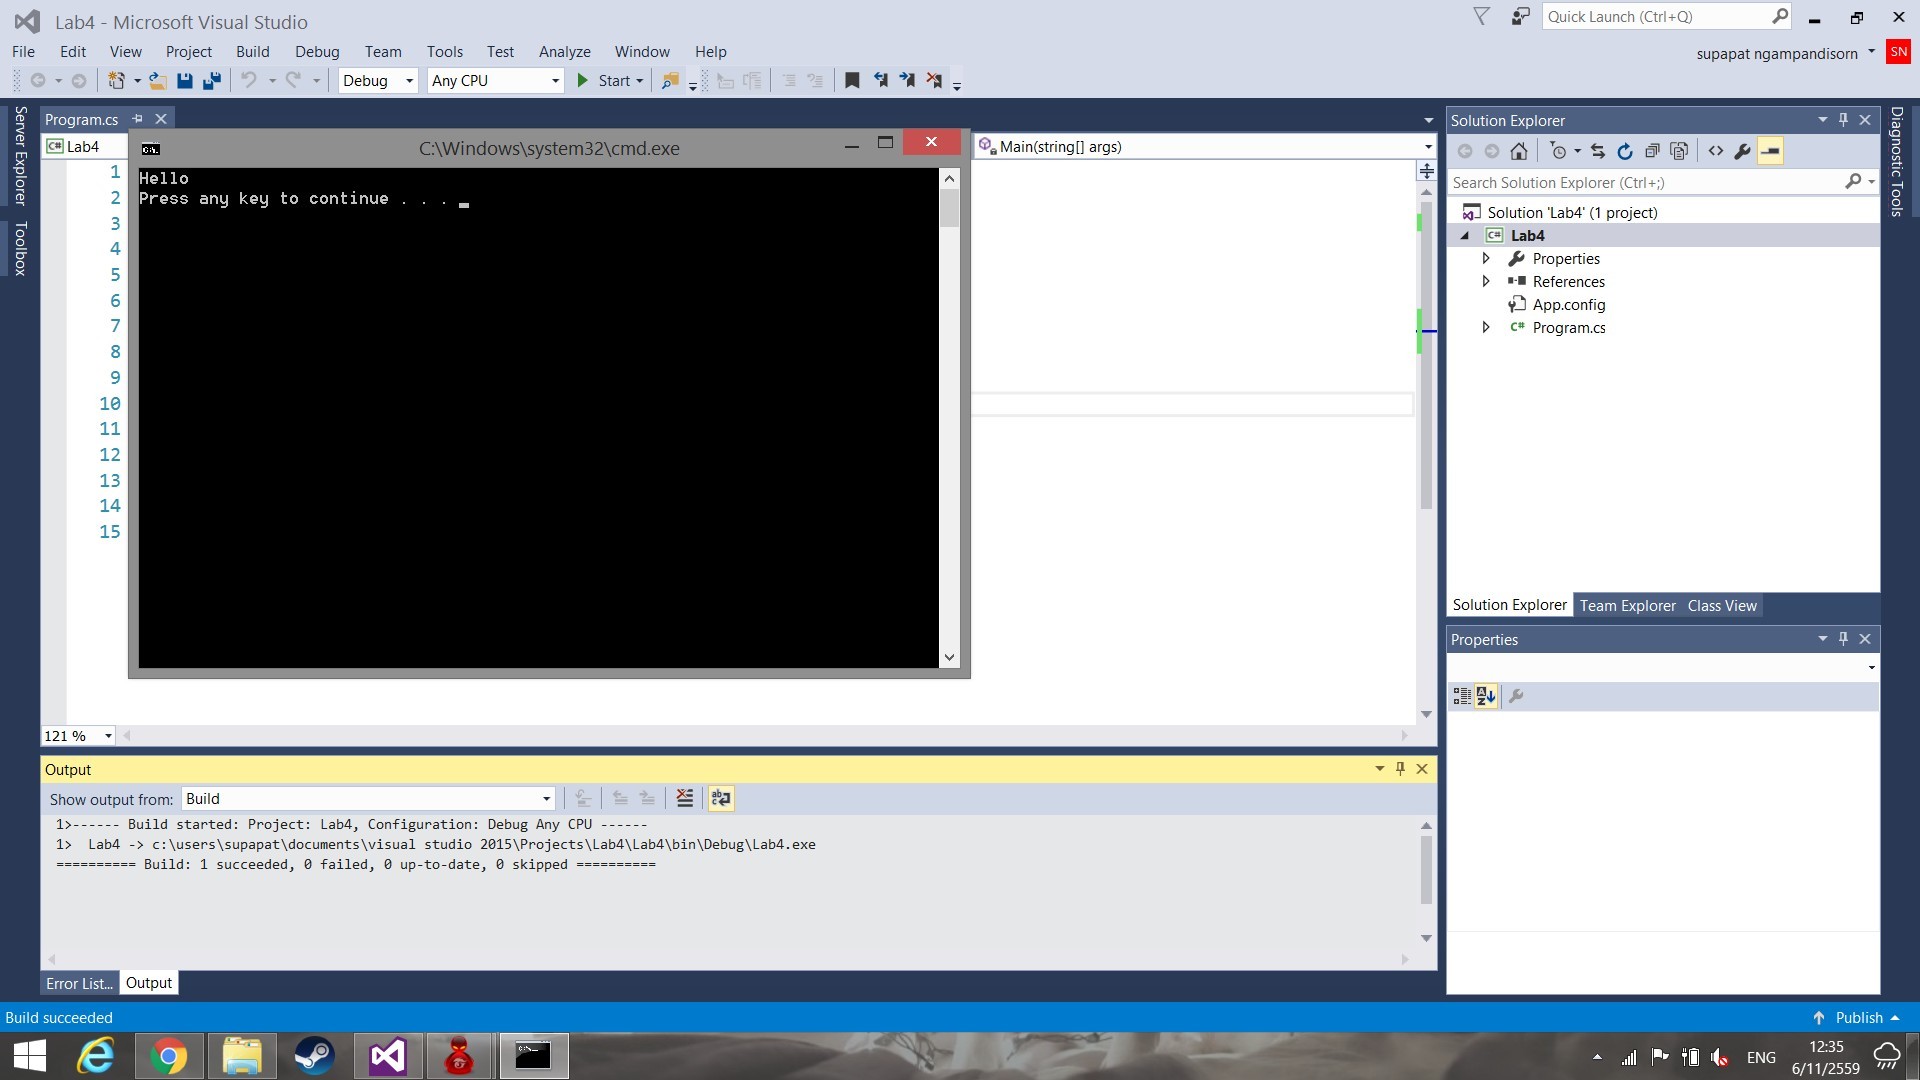 Lab4 - Microsoft Visual Studio
Quick Launch (Ctrl+Q)
File Edit View Project Build Debug Team Tools Test Analyze Window Help
supapat ngampandisorn SN
Debug Any CPU Start
Server Explorer
Toolbox
Program.cs
C# Lab4
Main(string[] args)
C:\Windows\system32\cmd.exe
Hello
Press any key to continue . . .
1
2
3
4
5
6
7
8
9
10
11
12
13
14
15
121 %
Solution Explorer
Search Solution Explorer (Ctrl+;)
Solution 'Lab4' (1 project)
C# Lab4
Properties
References
App.config
C# Program.cs
Solution Explorer Team Explorer Class View
Properties
Diagnostic Tools
Output
Show output from: Build
1>------ Build started: Project: Lab4, Configuration: Debug Any CPU ------
1>  Lab4 -> c:\users\supapat\documents\visual studio 2015\Projects\Lab4\Lab4\bin\Debug\Lab4.exe
========== Build: 1 succeeded, 0 failed, 0 up-to-date, 0 skipped ==========
Error List... Output
Build succeeded
Publish
ENG
12:35
6/11/2559